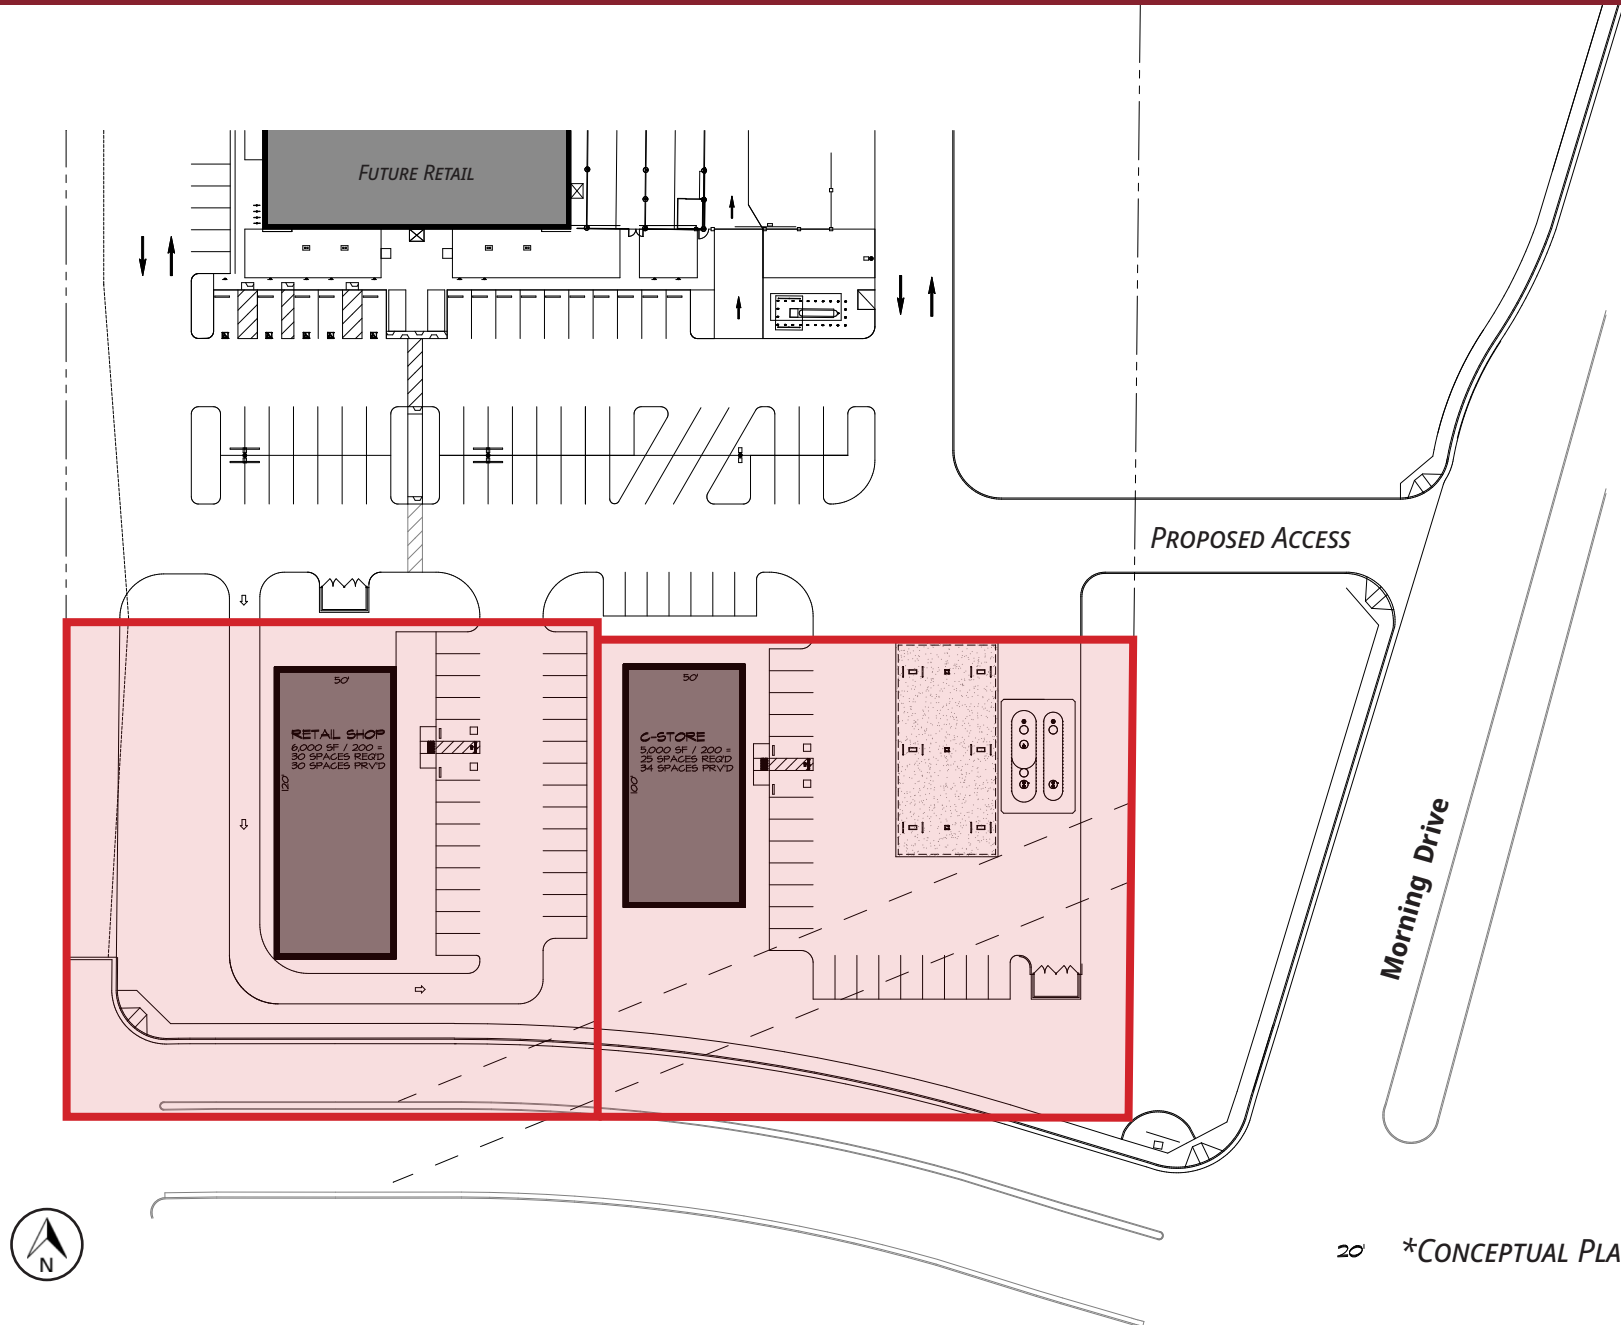 FUTURE RETAIL
PROPOSED ACCESS
50'
RETAIL SHOP
6,000 SF / 200 =
30 SPACES REQ'D
30 SPACES PRV'D
120'
50'
C-STORE
5,000 SF / 200 =
25 SPACES REQ'D
34 SPACES PRV'D
100'
Morning Drive
N
20'
*CONCEPTUAL PLA